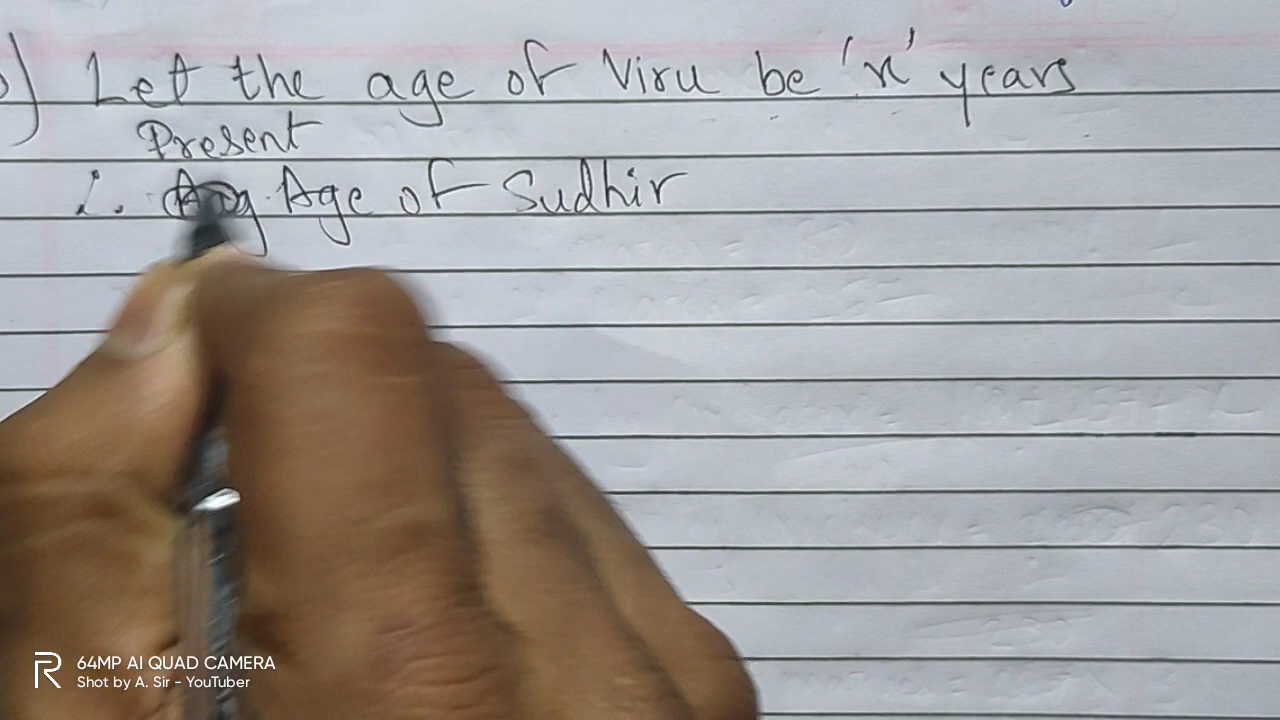 ) Let the age of Viru be 'x' years
Present
Age of Sudhir
64MP AI QUAD CAMERA
Shot by A. Sir - YouTuber